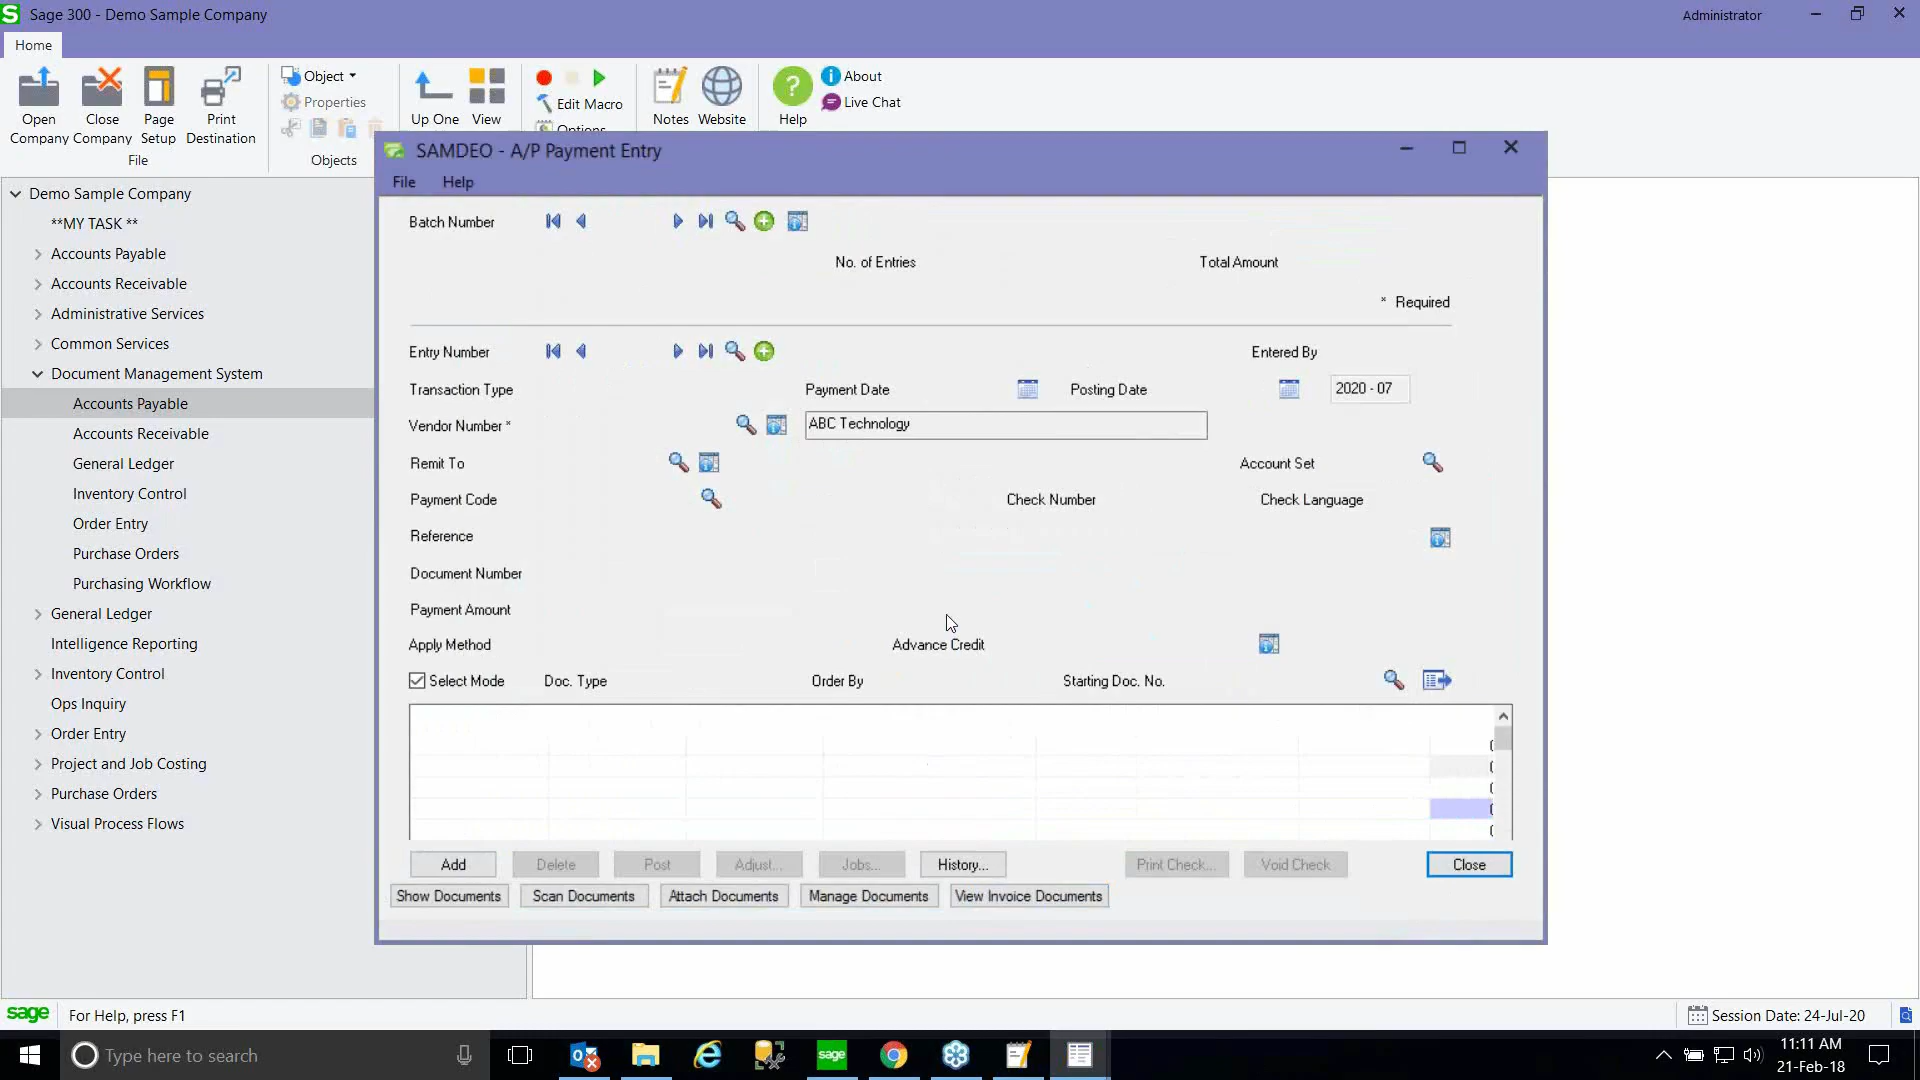 Sage 300 - Demo Sample Company
Administrator
Home
Open Company
Close Company
Page Setup
Print Destination
File
Object
Properties
Objects
Up One
View
Edit Macro
Options
Notes
Website
Help
About
Live Chat
Demo Sample Company
**MY TASK **
Accounts Payable
Accounts Receivable
Administrative Services
Common Services
Document Management System
Accounts Payable
Accounts Receivable
General Ledger
Inventory Control
Order Entry
Purchase Orders
Purchasing Workflow
General Ledger
Intelligence Reporting
Inventory Control
Ops Inquiry
Order Entry
Project and Job Costing
Purchase Orders
Visual Process Flows
SAMDEO - A/P Payment Entry
File Help
Batch Number
No. of Entries Total Amount
* Required
Entry Number Entered By
Transaction Type Payment Date Posting Date 2020 - 07
Vendor Number * ABC Technology
Remit To Account Set
Payment Code Check Number Check Language
Reference
Document Number
Payment Amount
Apply Method Advance Credit
Select Mode Doc. Type Order By Starting Doc. No.
Add Delete Post Adjust... Jobs... History... Print Check... Void Check Close
Show Documents Scan Documents Attach Documents Manage Documents View Invoice Documents
sage For Help, press F1
Session Date: 24-Jul-20
Type here to search
sage
11:11 AM
21-Feb-18